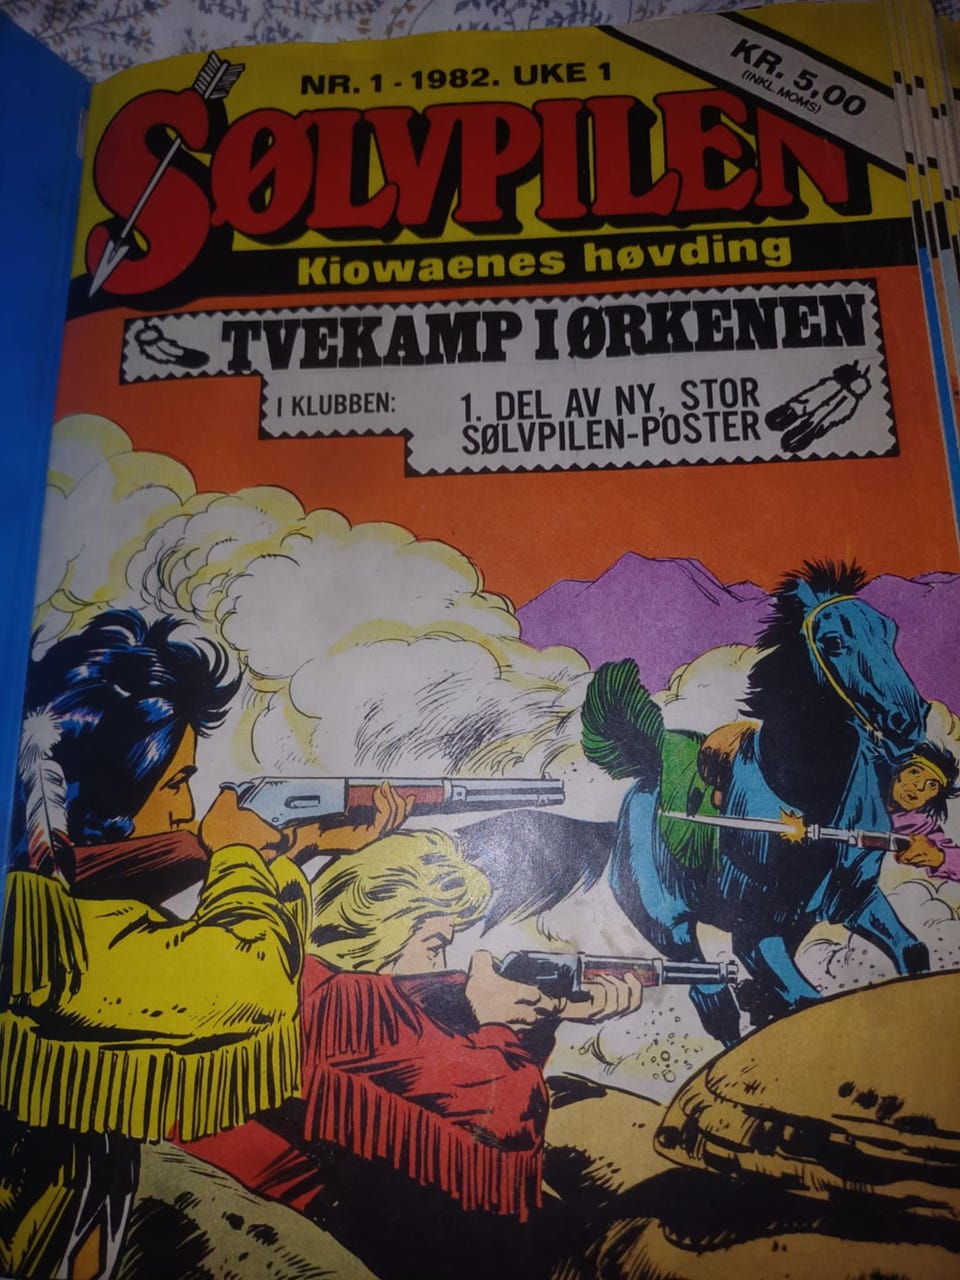 NR. 1 - 1982. UKE 1
KR. 5,00
(INKL. MOMS)
SØLVPILEN
Kiowaenes høvding
TVEKAMP I ØRKENEN
I KLUBBEN:
1. DEL AV NY, STOR
SØLVPILEN-POSTER